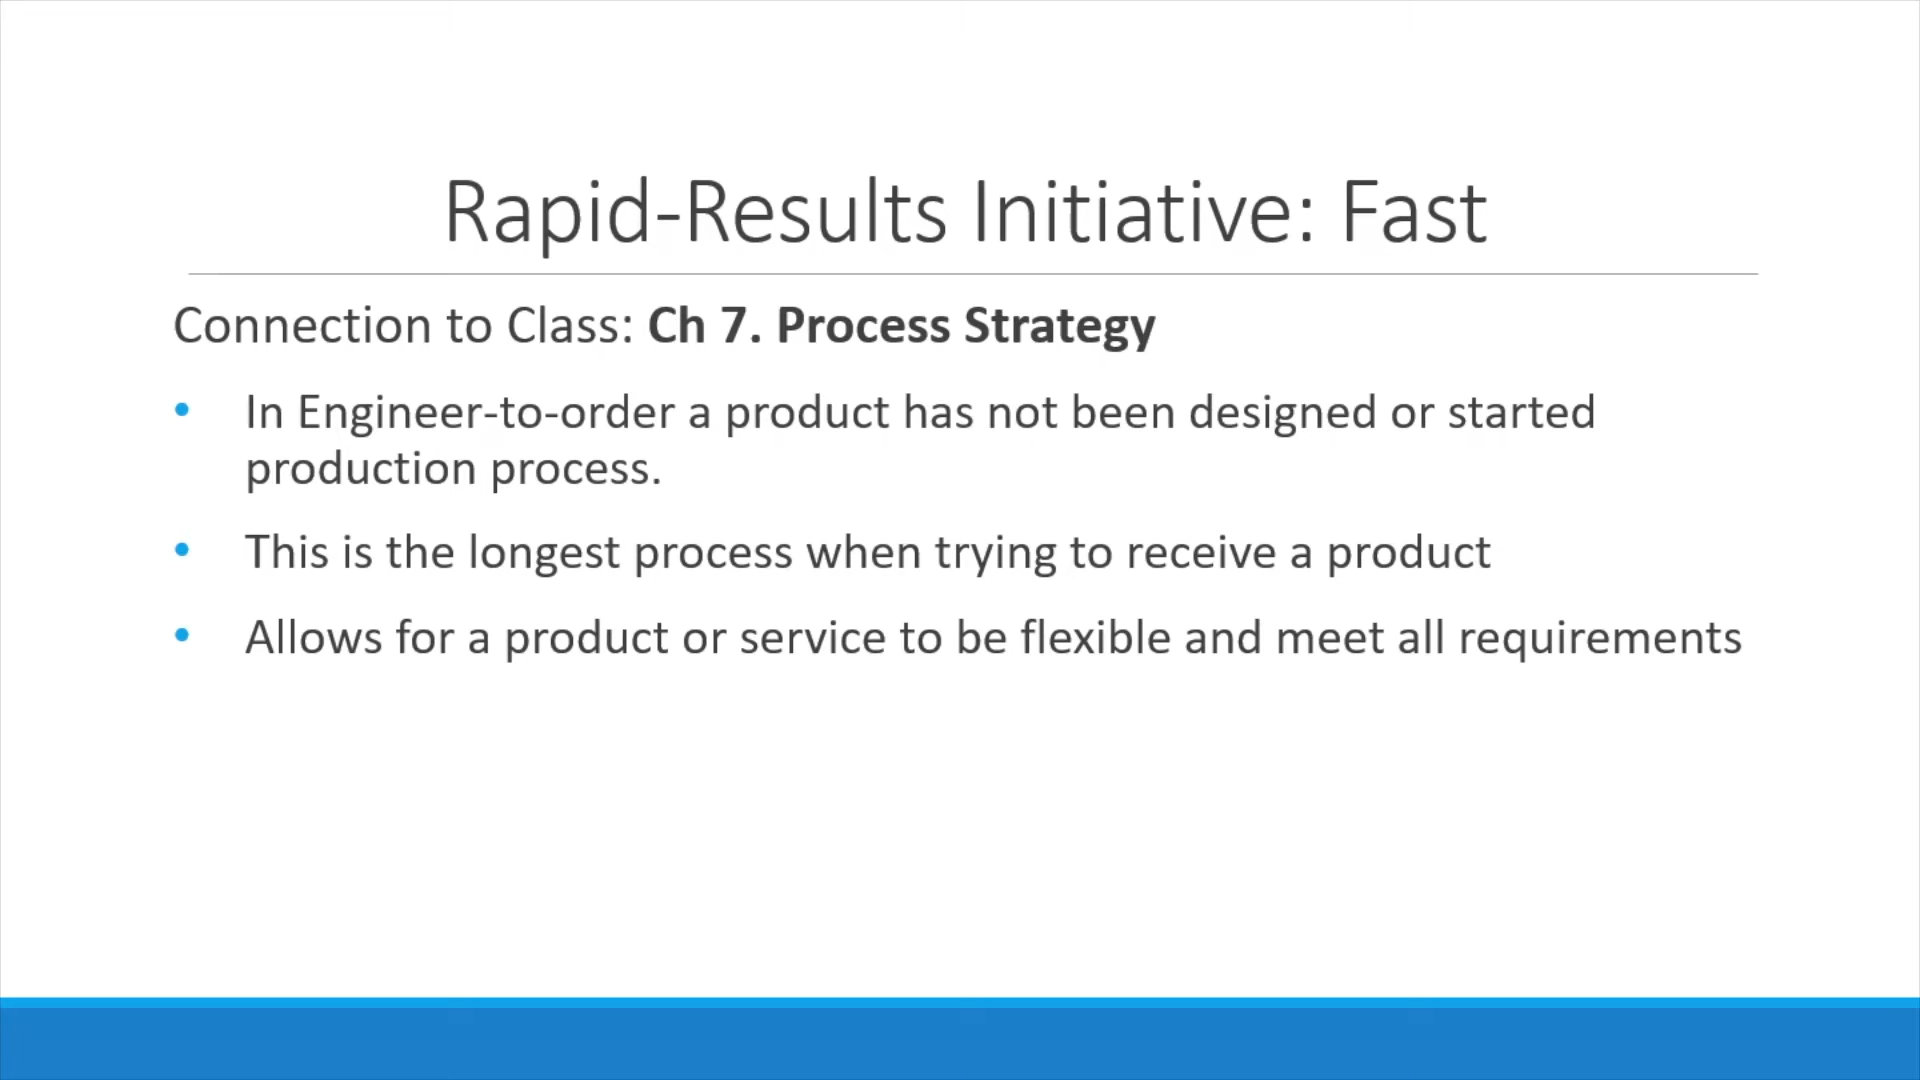 Rapid-Results Initiative: Fast
Connection to Class: Ch 7. Process Strategy
• In Engineer-to-order a product has not been designed or started
production process.
• This is the longest process when trying to receive a product
• Allows for a product or service to be flexible and meet all requirements